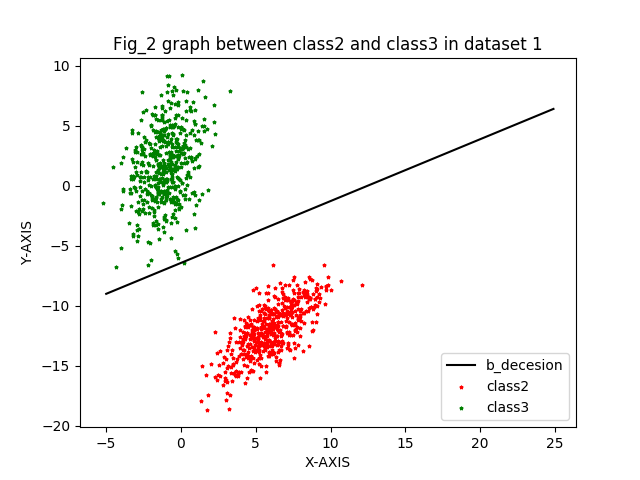 Fig_2 graph between class2 and class3 in dataset 1
10
5
0
−5
−10
−15
−20
Y-AXIS
−5
0
5
10
15
20
25
X-AXIS
b_decesion
class2
class3